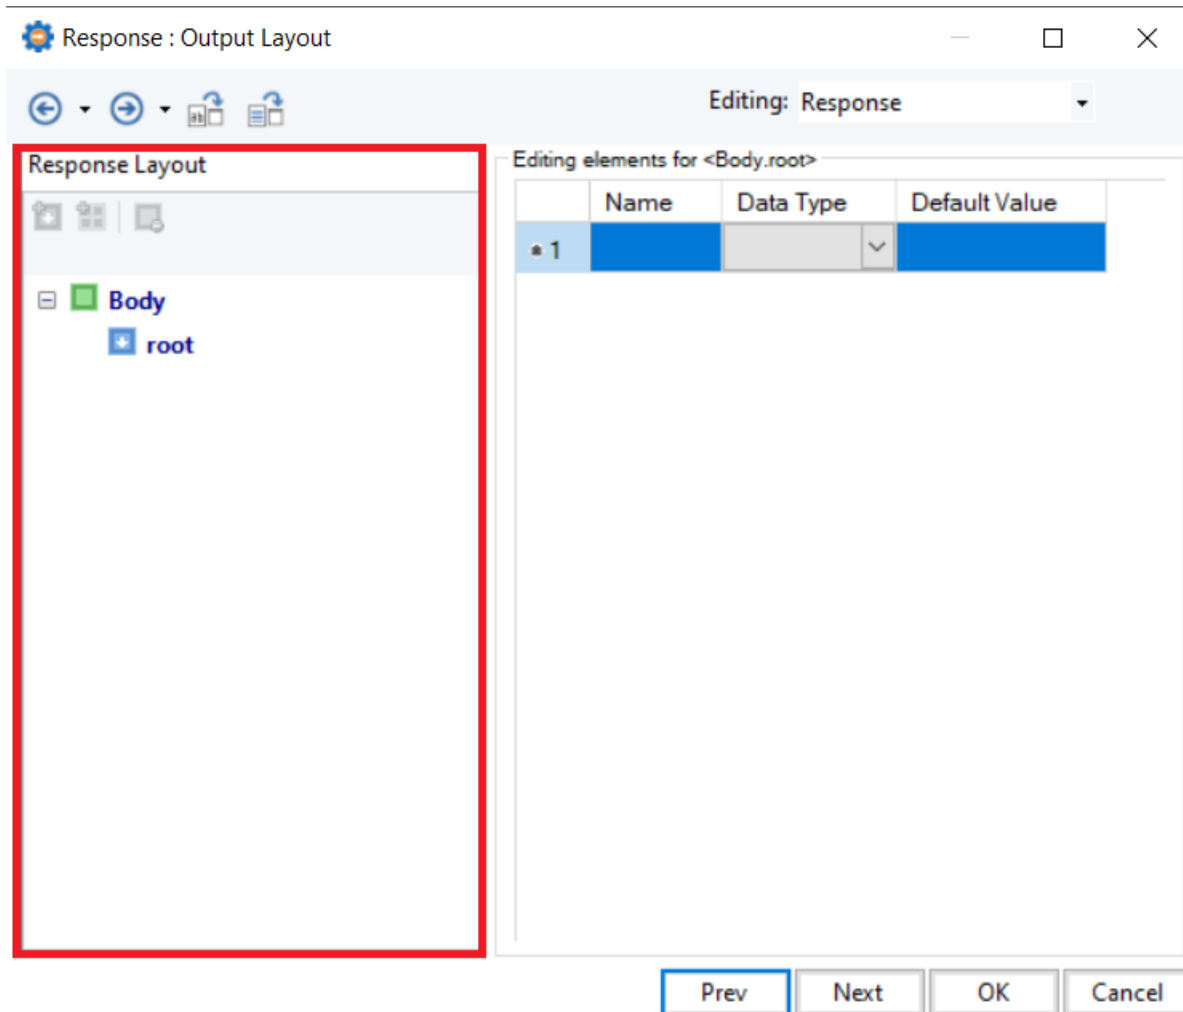 Response : Output Layout
Editing: Response
Response Layout
Editing elements for <Body.root>
Name Data Type Default Value
1
Body
root
Prev Next OK Cancel